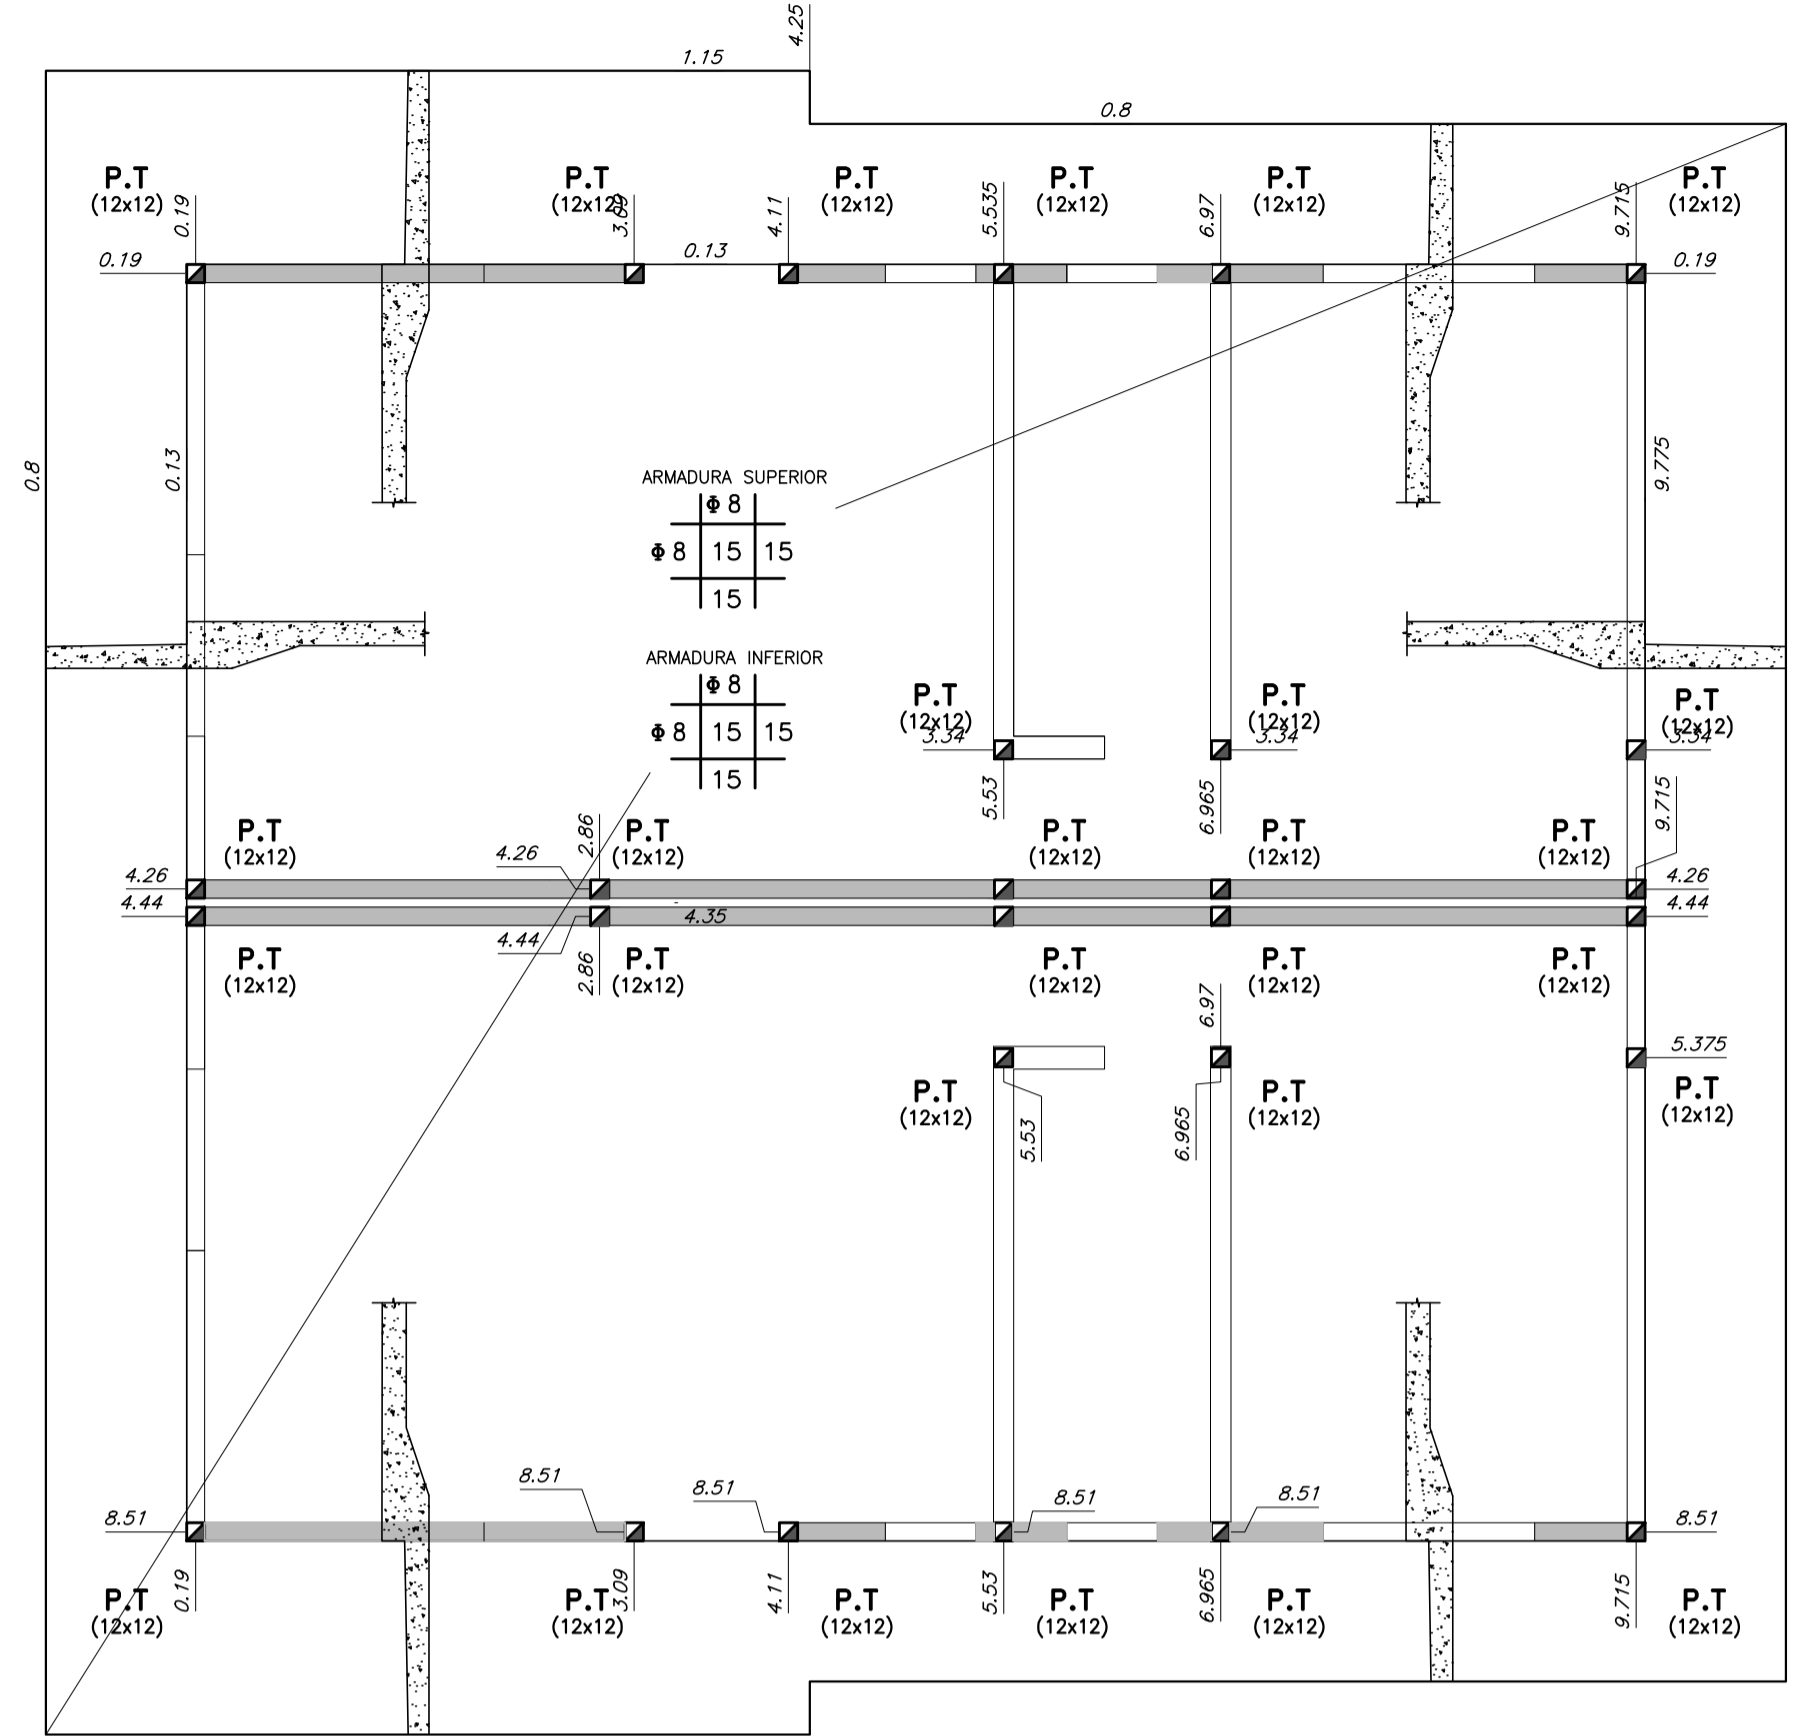 4.25
1.15
0.8
P.T
(12x12)
0.19
P.T
(12x12)
3.09
4.11
P.T
(12x12)
5.535
P.T
(12x12)
6.97
P.T
(12x12)
9.715
P.T
(12x12)
0.19
0.13
0.19
0.8
0.13
9.775
ARMADURA SUPERIOR
Φ 8
Φ 8 15 15
15
ARMADURA INFERIOR
Φ 8
Φ 8 15 15
15
P.T
(12x12)
3.34
5.53
P.T
(12x12)
3.34
6.965
P.T
(12x12)
3.34
9.715
P.T
(12x12)
2.86
P.T
(12x12)
P.T
(12x12)
P.T
(12x12)
P.T
(12x12)
4.26
4.26
4.26
4.44
4.35
4.44
4.44
P.T
(12x12)
2.86
P.T
(12x12)
P.T
(12x12)
P.T
(12x12)
P.T
(12x12)
6.97
5.375
P.T
(12x12)
5.53
6.965
P.T
(12x12)
P.T
(12x12)
8.51
8.51
8.51
8.51
8.51
8.51
P.T
(12x12)
0.19
P.T
(12x12)
3.09
4.11
P.T
(12x12)
5.53
P.T
(12x12)
6.965
P.T
(12x12)
9.715
P.T
(12x12)